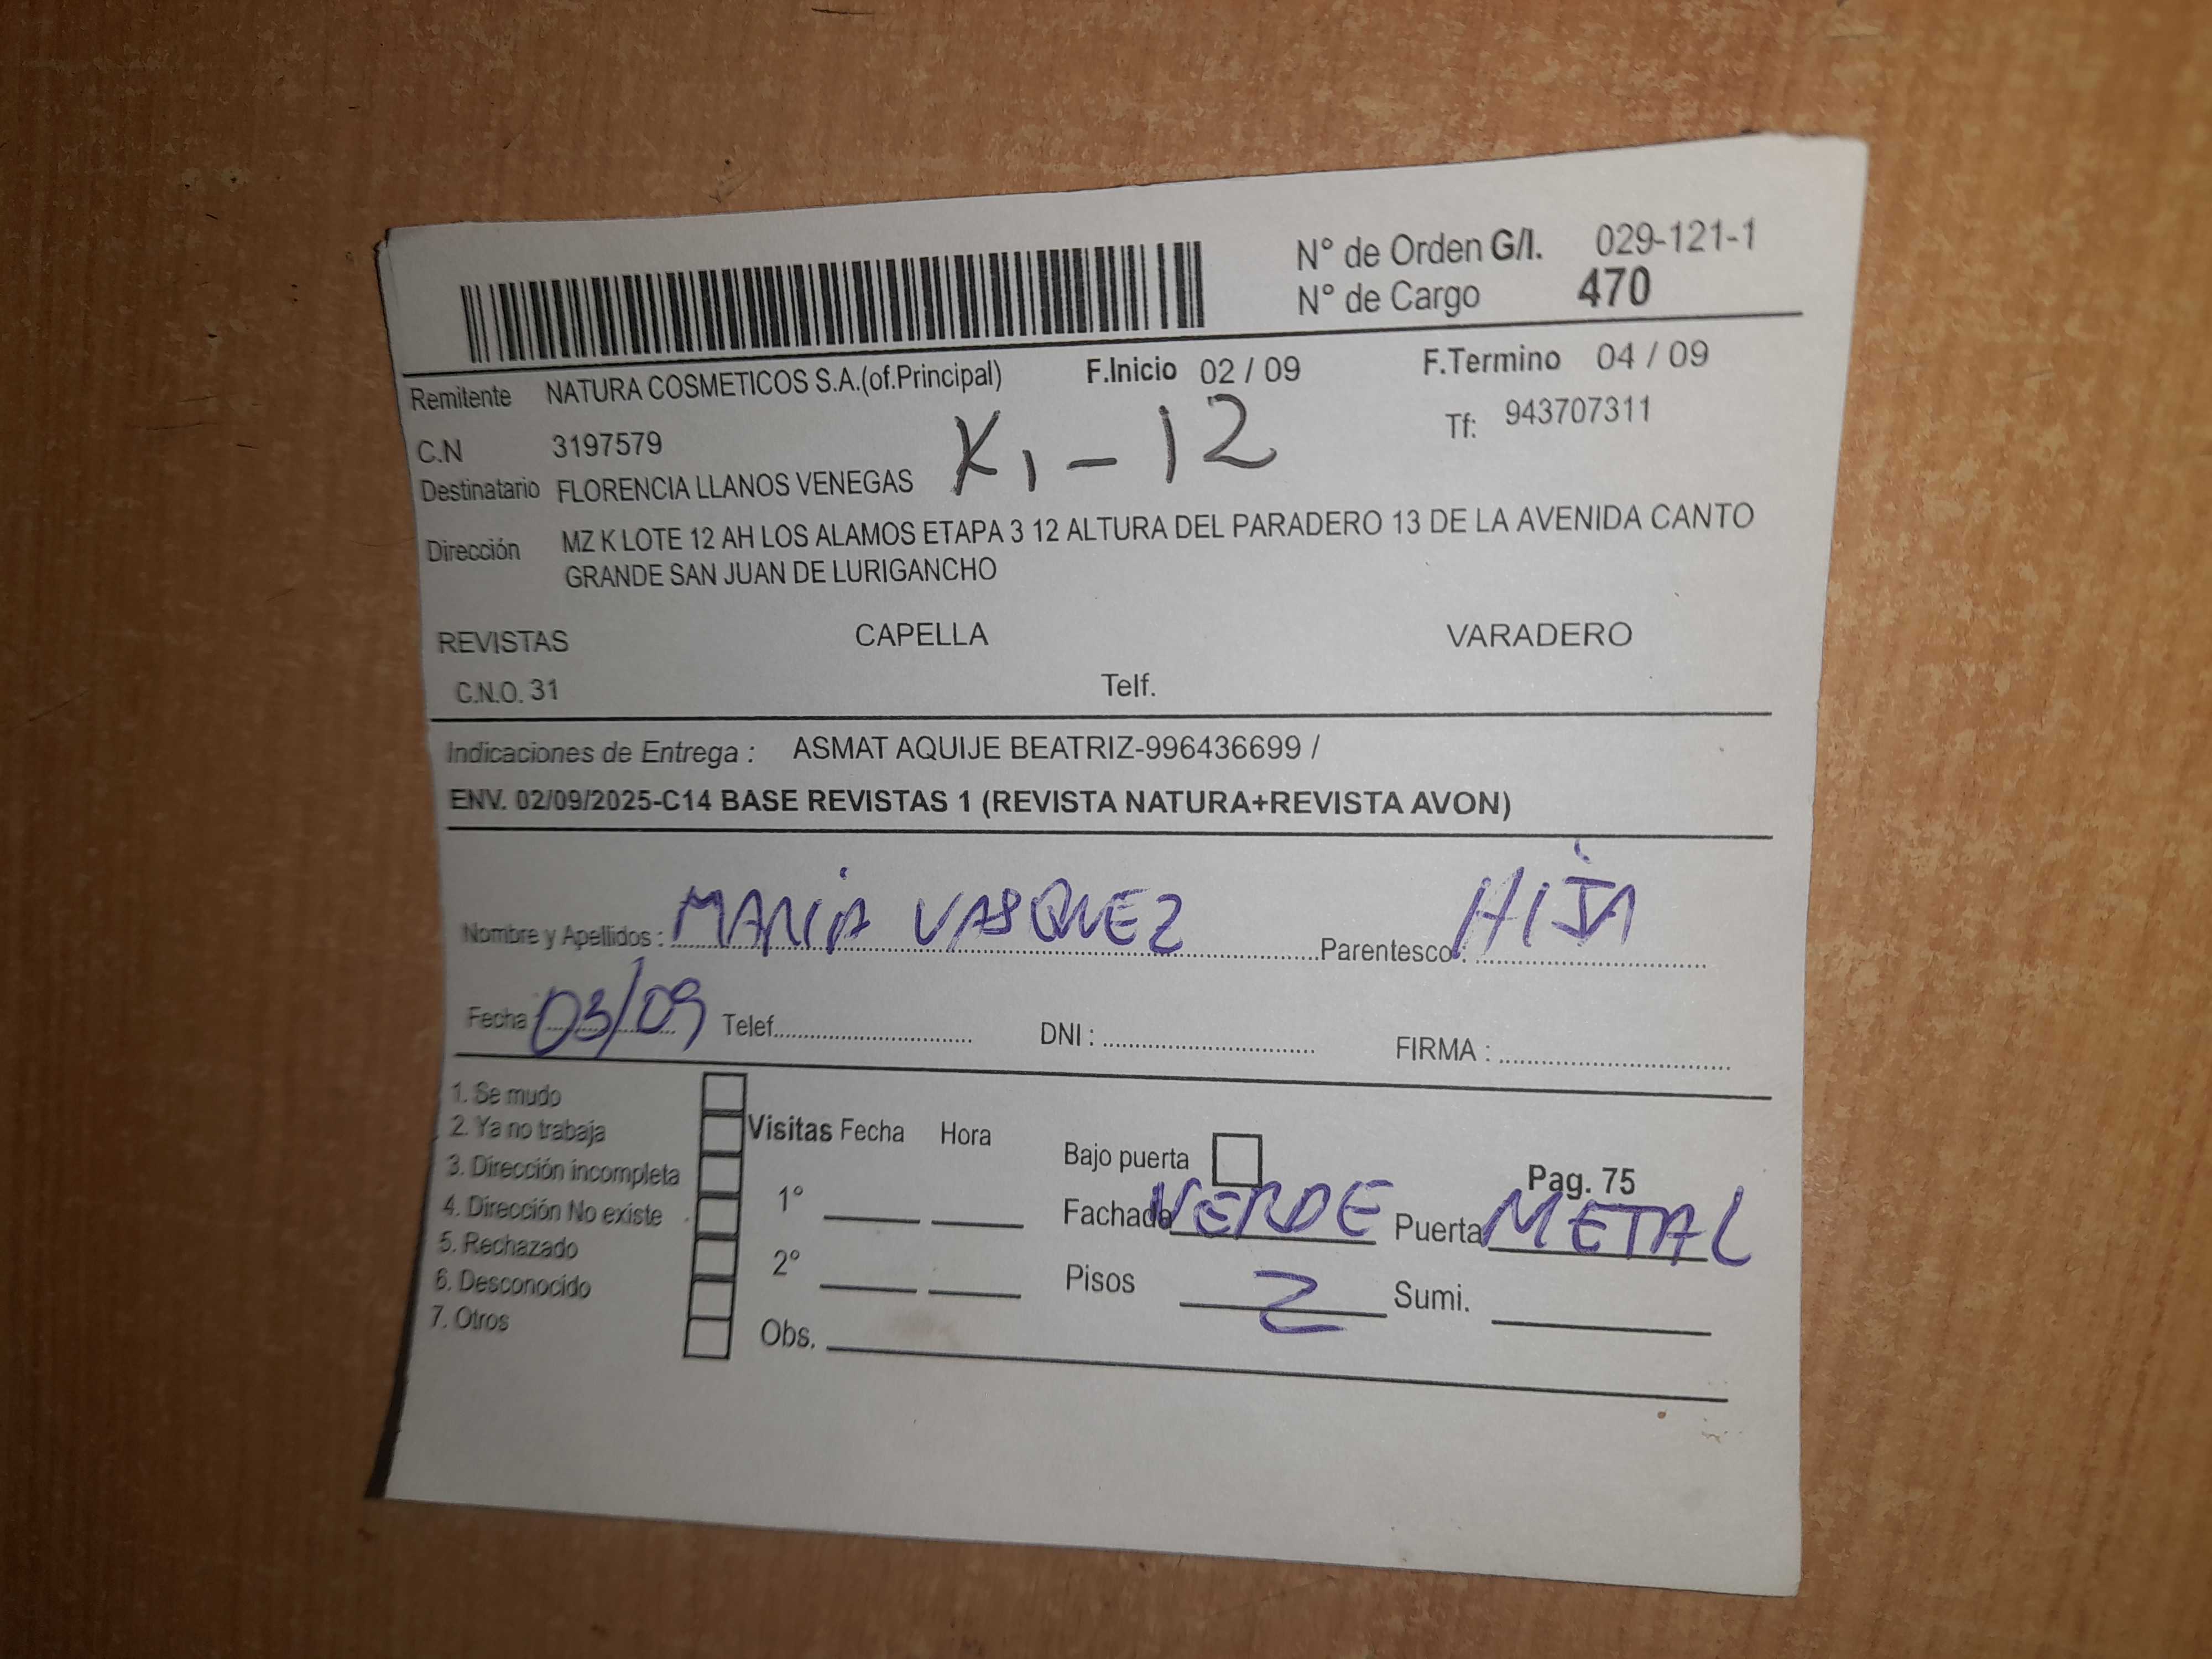 N° de Orden G/I. 029-121-1
N° de Cargo 470
Remitente NATURA COSMETICOS S.A.(of.Principal) F.Inicio 02 / 09 F.Termino 04 / 09
C.N 3197579 K1 - 12 Tf: 943707311
Destinatario FLORENCIA LLANOS VENEGAS
Dirección MZ K LOTE 12 AH LOS ALAMOS ETAPA 3 12 ALTURA DEL PARADERO 13 DE LA AVENIDA CANTO
GRANDE SAN JUAN DE LURIGANCHO
REVISTAS CAPELLA VARADERO
C.N.O. 31 Telf.
Indicaciones de Entrega : ASMAT AQUIJE BEATRIZ-996436699 /
ENV. 02/09/2025-C14 BASE REVISTAS 1 (REVISTA NATURA+REVISTA AVON)
Nombre y Apellidos : MARíA VASQUEZ Parentesco : HIJA
Fecha : 03/09 Telef. DNI : FIRMA :
1. Se mudo
2. Ya no trabaja Visitas Fecha Hora Bajo puerta
3. Dirección incompleta Pag. 75
4. Dirección No existe 1° Fachada VERDE Puerta METAL
5. Rechazado
6. Desconocido 2° Pisos 2 Sumi.
7. Otros Obs.